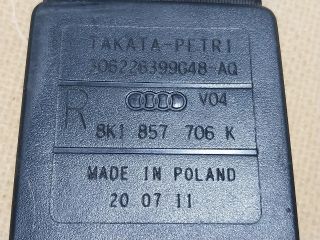 TAKATA-PETRI
306226399G48-AQ
R
V04
8K1 857 706 K
MADE IN POLAND
20 07 11